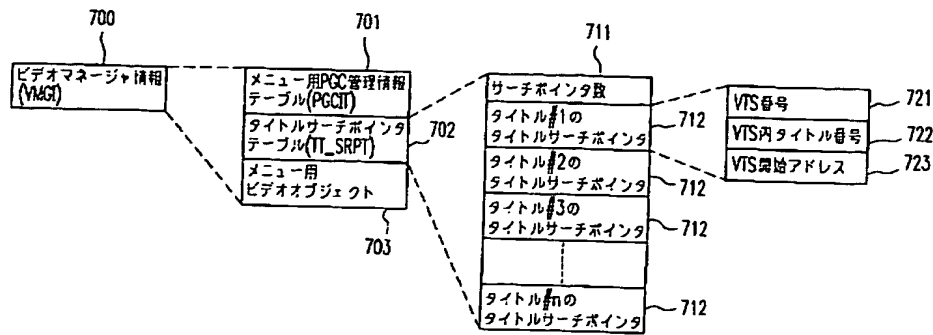 700
ビデオマネージャ情報
(VMGI)
701
メニュー用PGC管理情報
テーブル(PGCIT)
タイトルサーチポインタ
テーブル(TT_SRPT)
702
メニュー用
ビデオオブジェクト
703
711
サーチポインタ数
タイトル#1の
タイトルサーチポインタ
712
タイトル#2の
タイトルサーチポインタ
712
タイトル#3の
タイトルサーチポインタ
712
タイトル#nの
タイトルサーチポインタ
712
VTS番号
721
VTS内タイトル番号
722
VTS開始アドレス
723